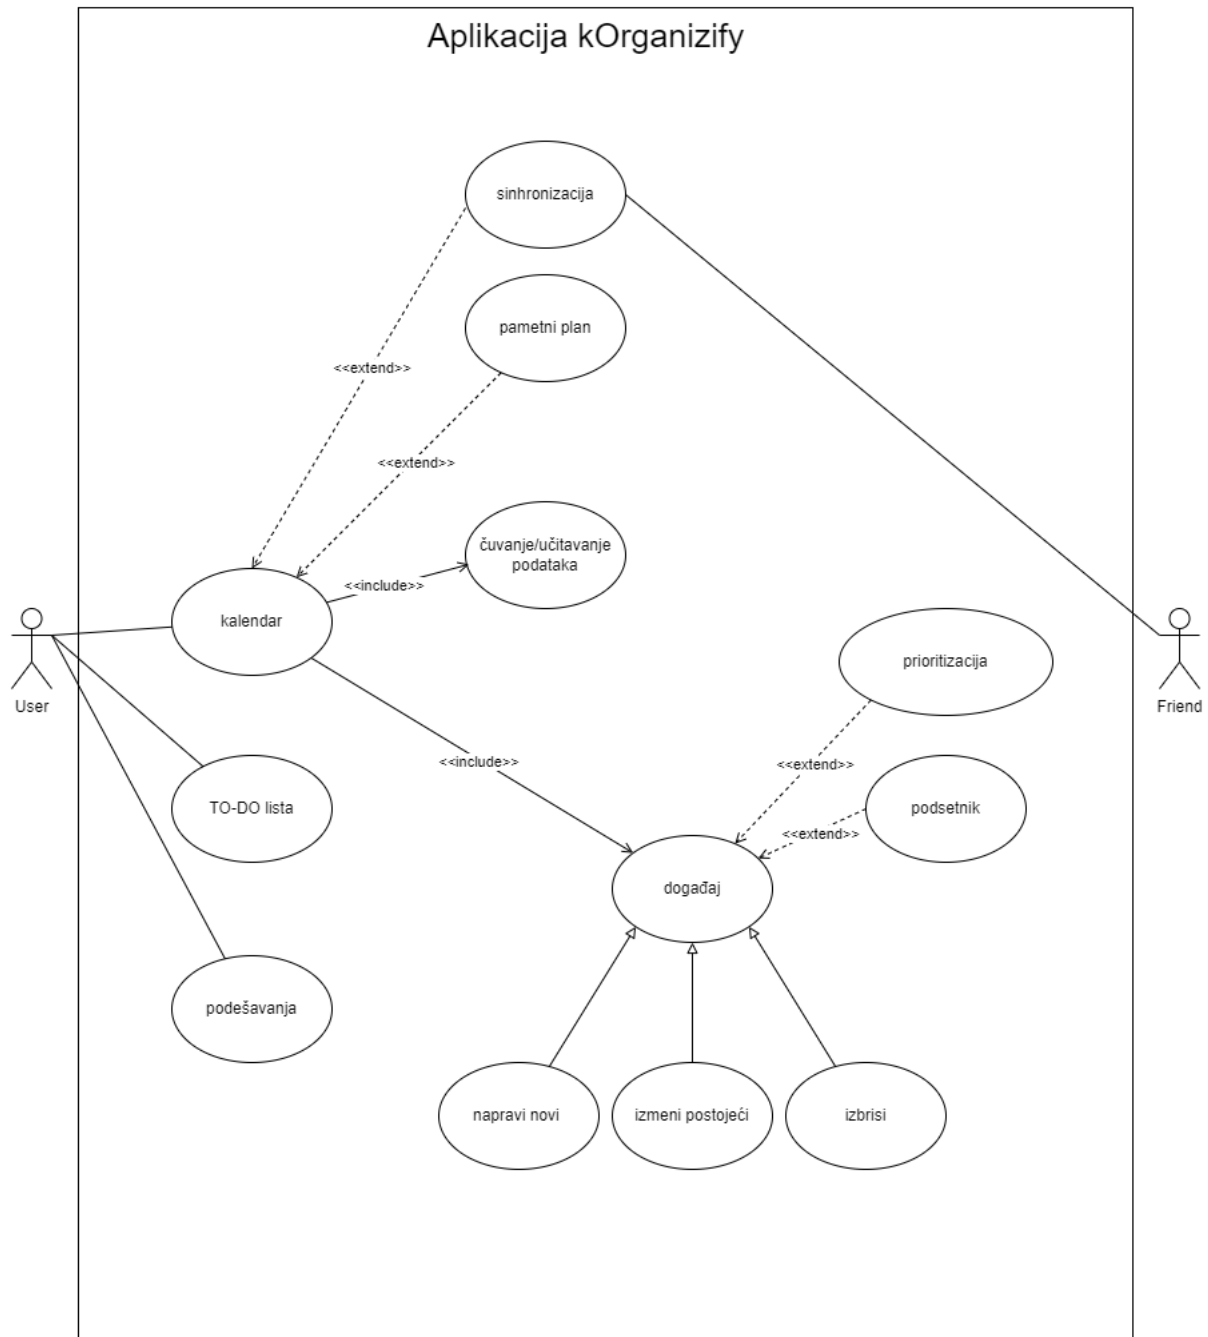 Aplikacija kOrganizify
sinhronizacija
pametni plan
<<extend>>
<<extend>>
čuvanje/učitavanje
podataka
<<include>>
kalendar
prioritizacija
User
Friend
<<include>>
<<extend>>
TO-DO lista
podsetnik
<<extend>>
događaj
podešavanja
napravi novi
izmeni postojeći
izbrisi